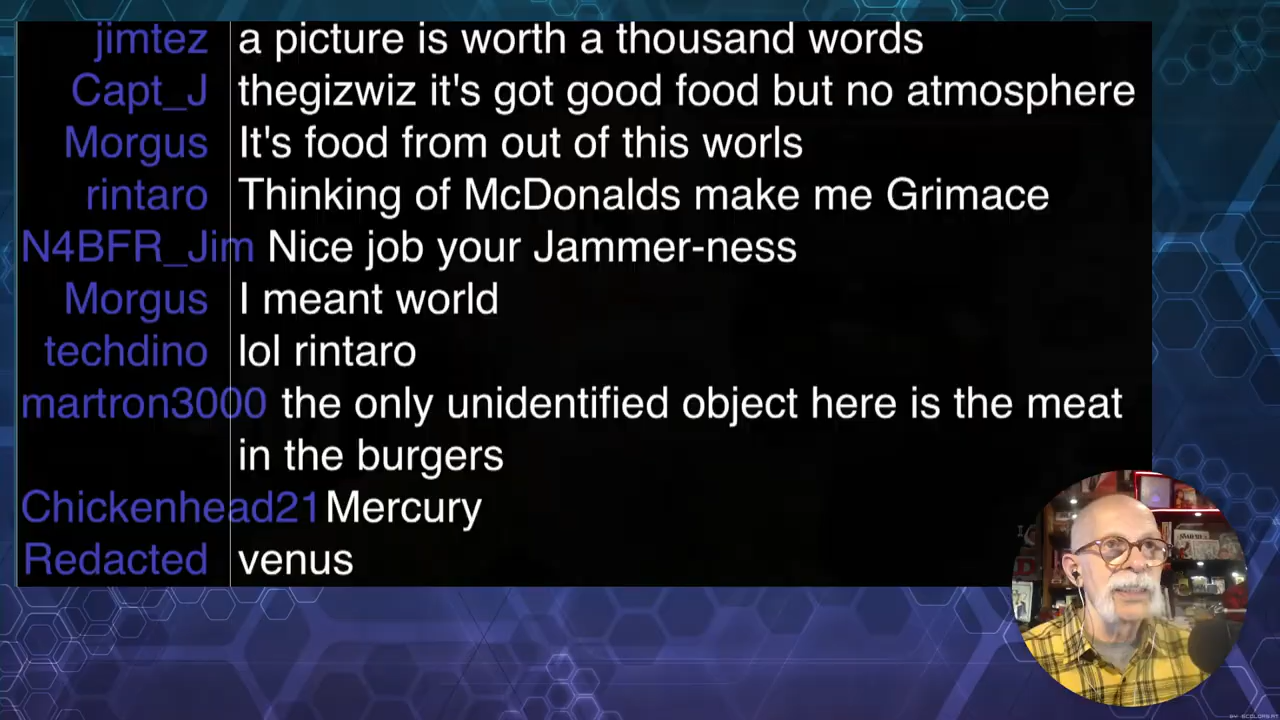 jimtez a picture is worth a thousand words
Capt_J thegizwiz it's got good food but no atmosphere
Morgus It's food from out of this worls
rintaro Thinking of McDonalds make me Grimace
N4BFR_Jim Nice job your Jammer-ness
Morgus I meant world
techdino lol rintaro
martron3000 the only unidentified object here is the meat
in the burgers
Chickenhead21 Mercury
Redacted venus